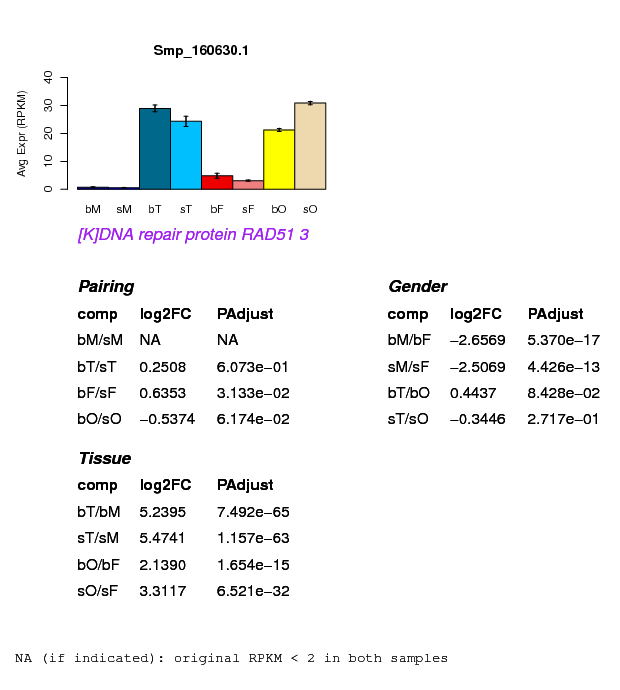 Smp_160630.1
Avg Expr (RPKM)
40
30
20
10
0
bM sM bT sT bF sF bO sO
[K]DNA repair protein RAD51 3
Pairing
comp log2FC PAdjust
bM/sM NA NA
bT/sT 0.2508 6.073e−01
bF/sF 0.6353 3.133e−02
bO/sO −0.5374 6.174e−02
Gender
comp log2FC PAdjust
bM/bF −2.6569 5.370e−17
sM/sF −2.5069 4.426e−13
bT/bO 0.4437 8.428e−02
sT/sO −0.3446 2.717e−01
Tissue
comp log2FC PAdjust
bT/bM 5.2395 7.492e−65
sT/sM 5.4741 1.157e−63
bO/bF 2.1390 1.654e−15
sO/sF 3.3117 6.521e−32
NA (if indicated): original RPKM < 2 in both samples